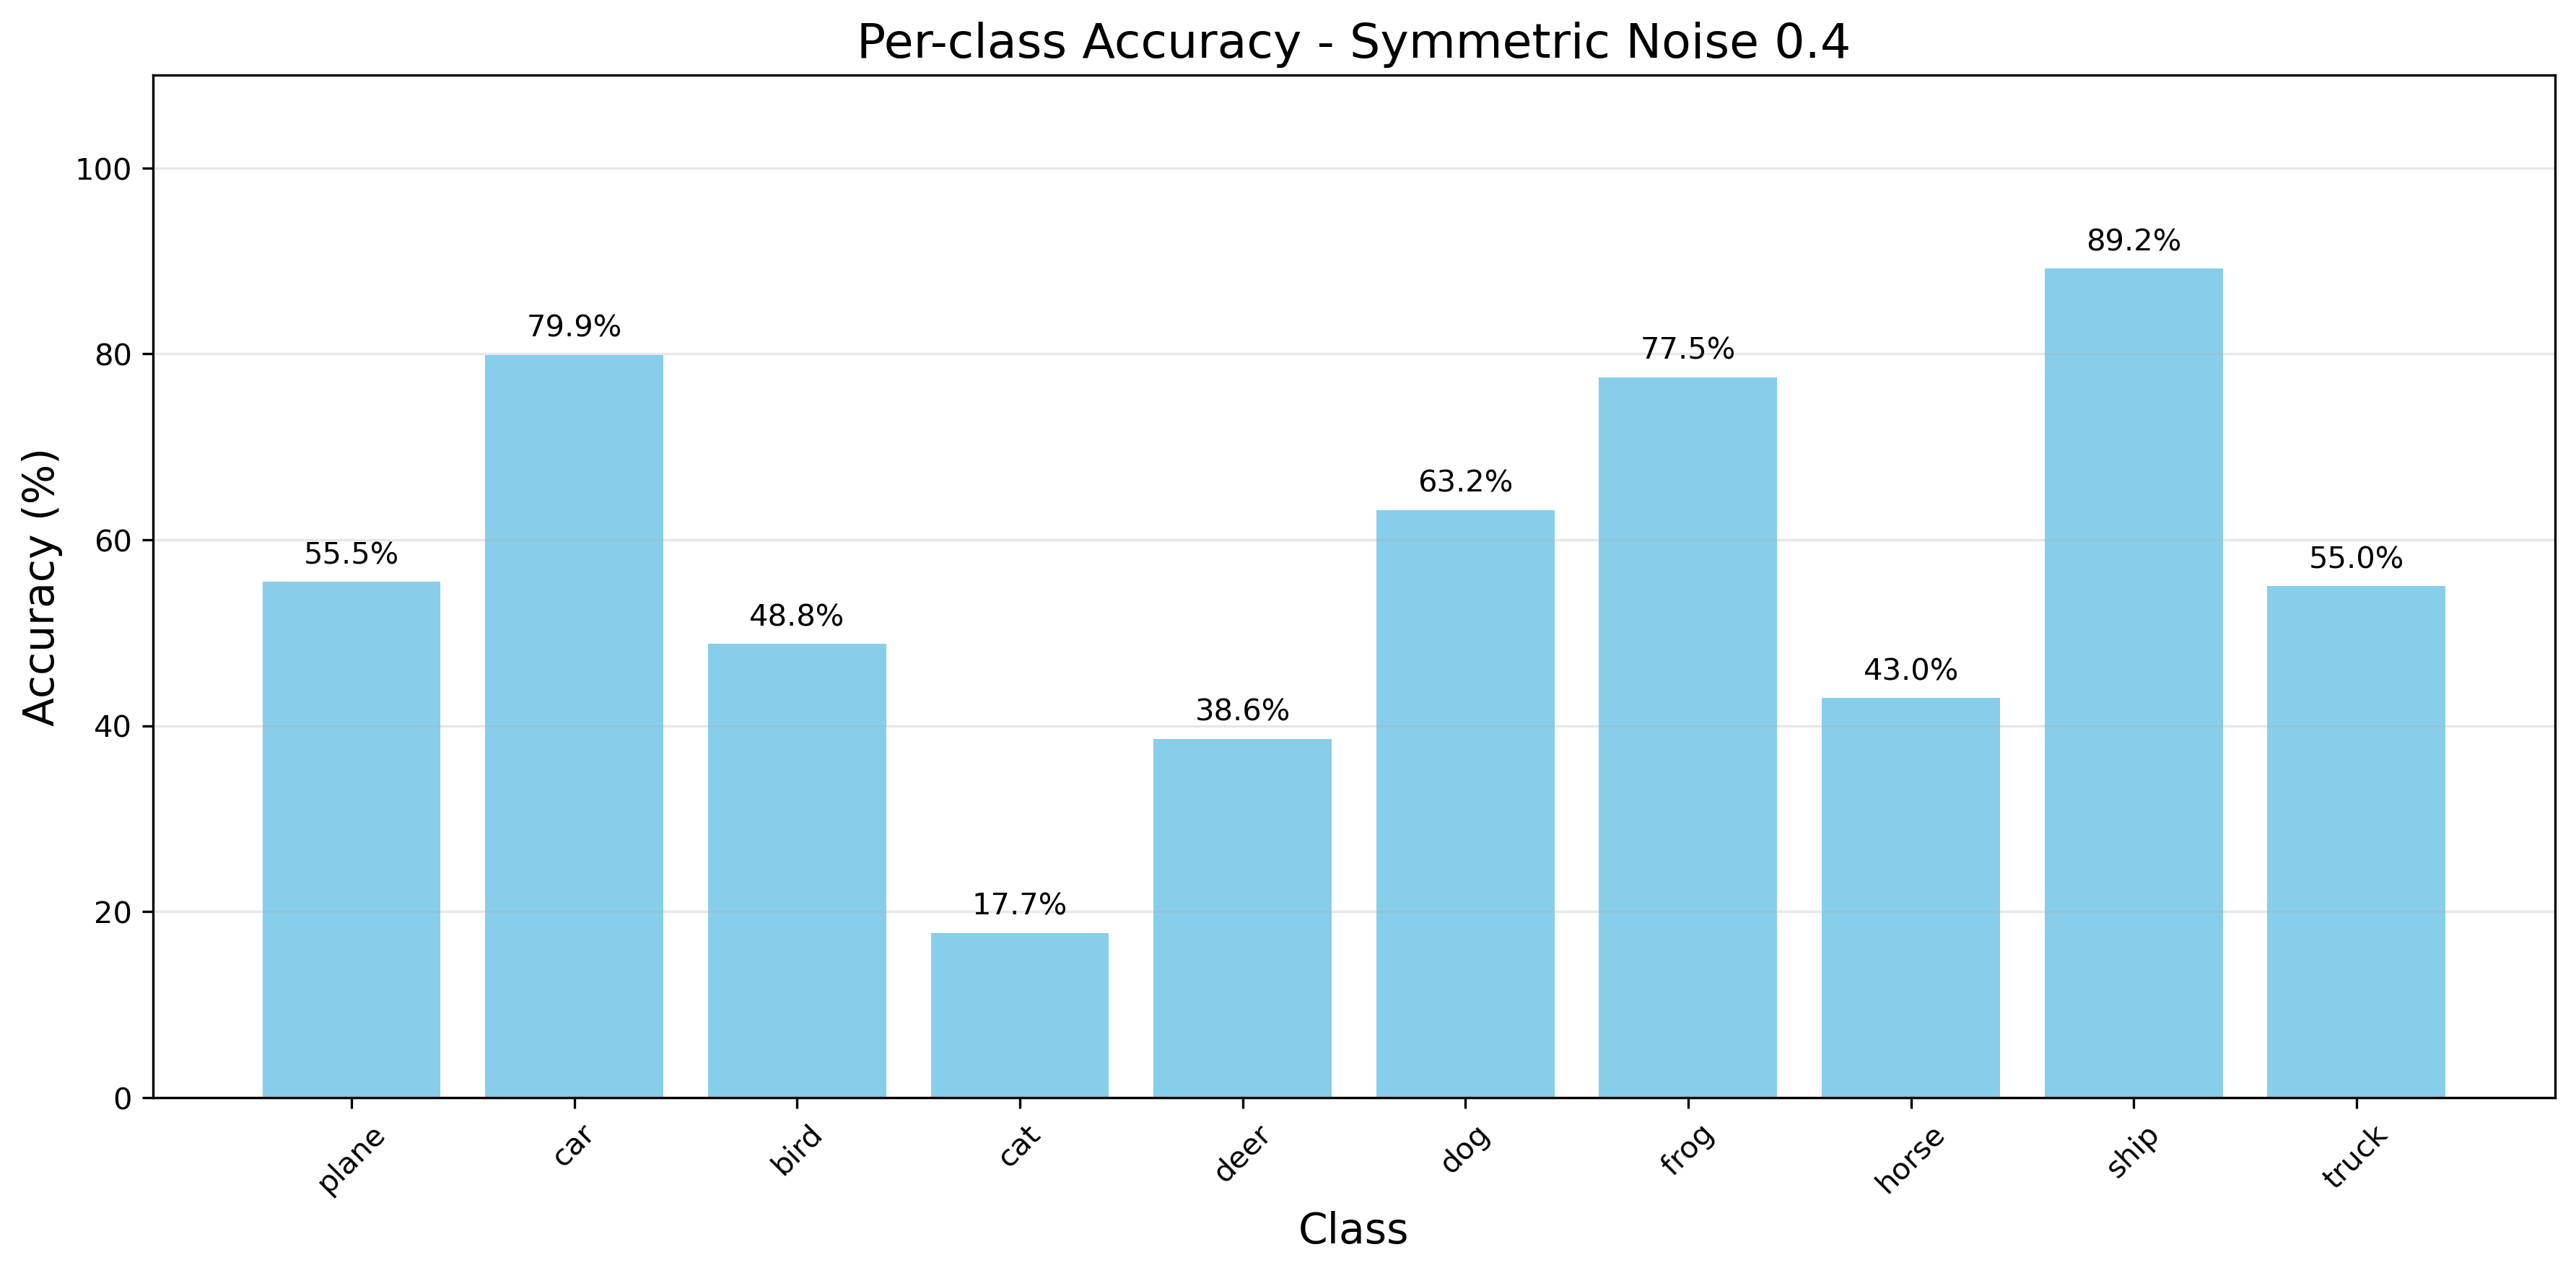 Per-class Accuracy - Symmetric Noise 0.4
Accuracy (%)
100
80
60
40
20
0
55.5%
79.9%
48.8%
17.7%
38.6%
63.2%
77.5%
43.0%
89.2%
55.0%
plane
car
bird
cat
deer
dog
frog
horse
ship
truck
Class